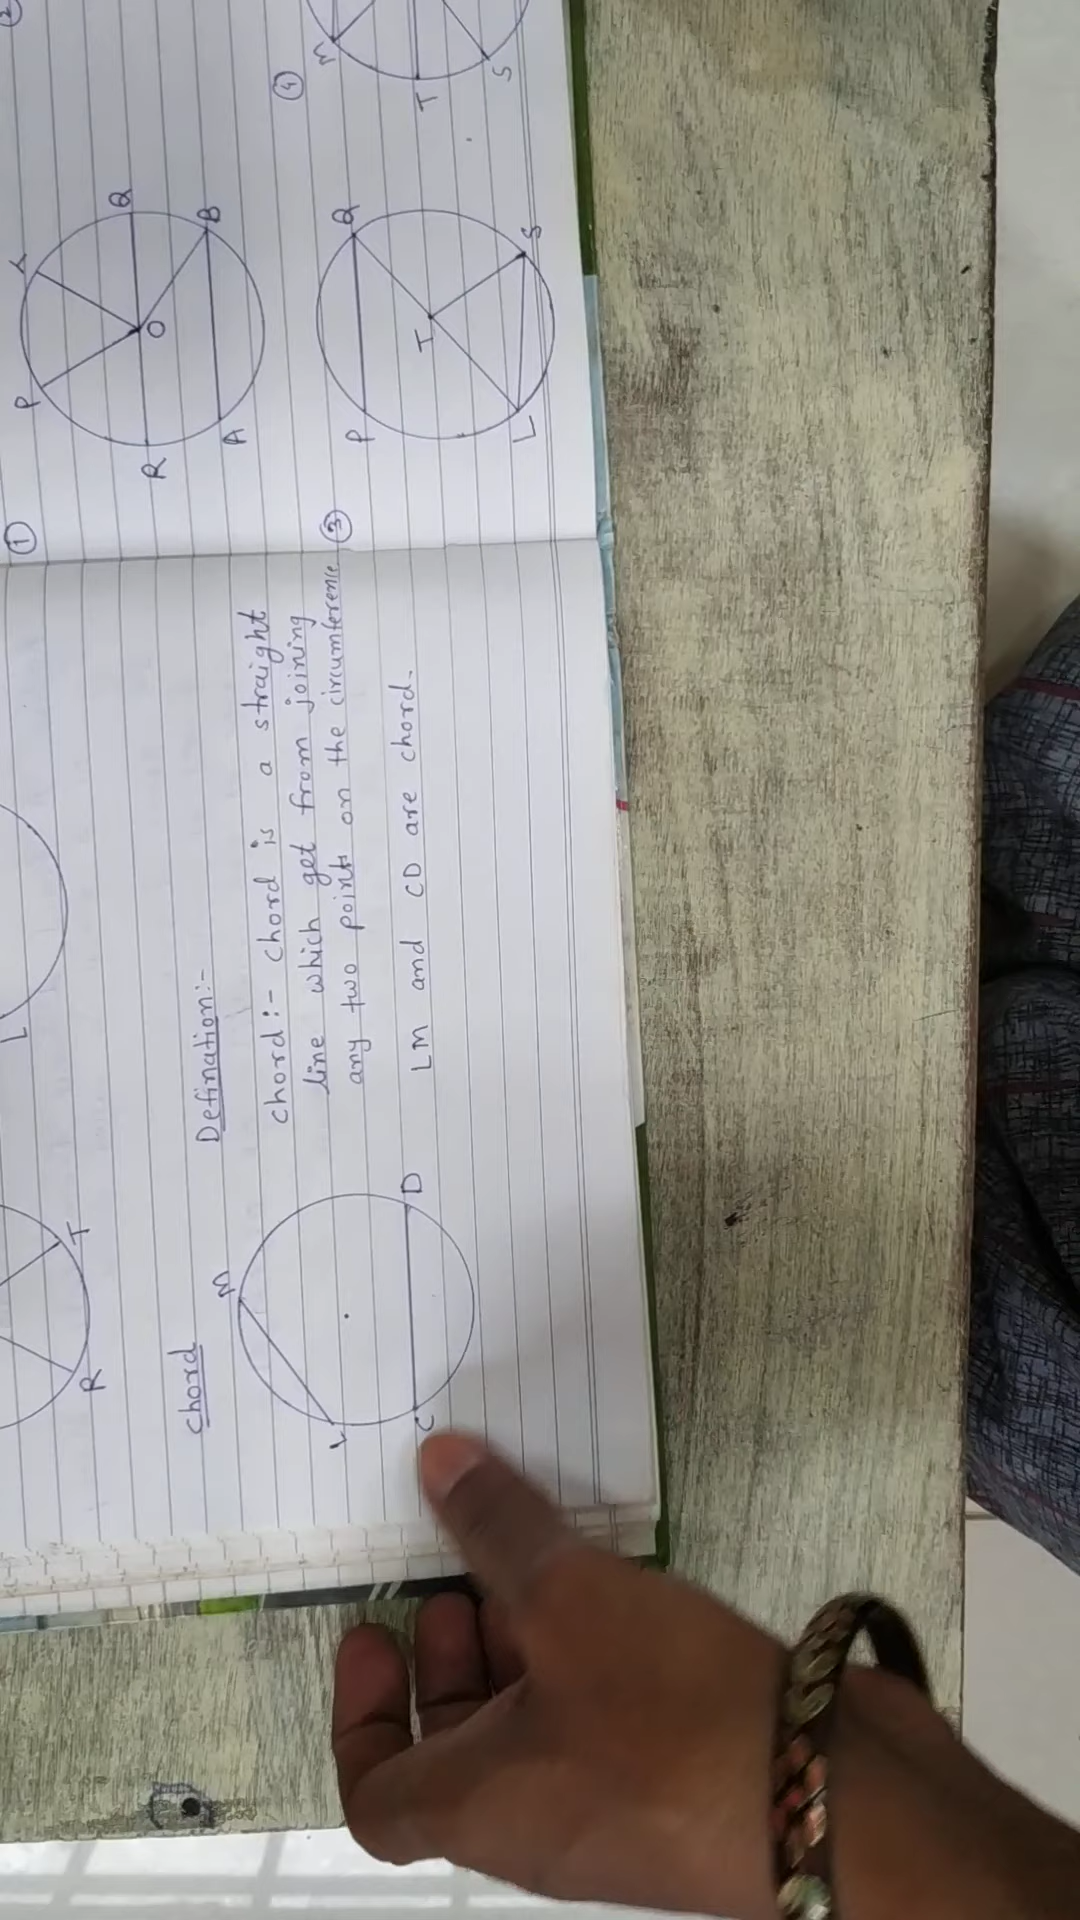 R
T
L
chord
Defination:-
M
L
C
D
chord:- chord is a straight
line which get from joining
any two points on the circumference
LM and CD are chord.
1
P
R
O
Q
A
B
3
P
Q
I
L
S
2
4
M
T
S